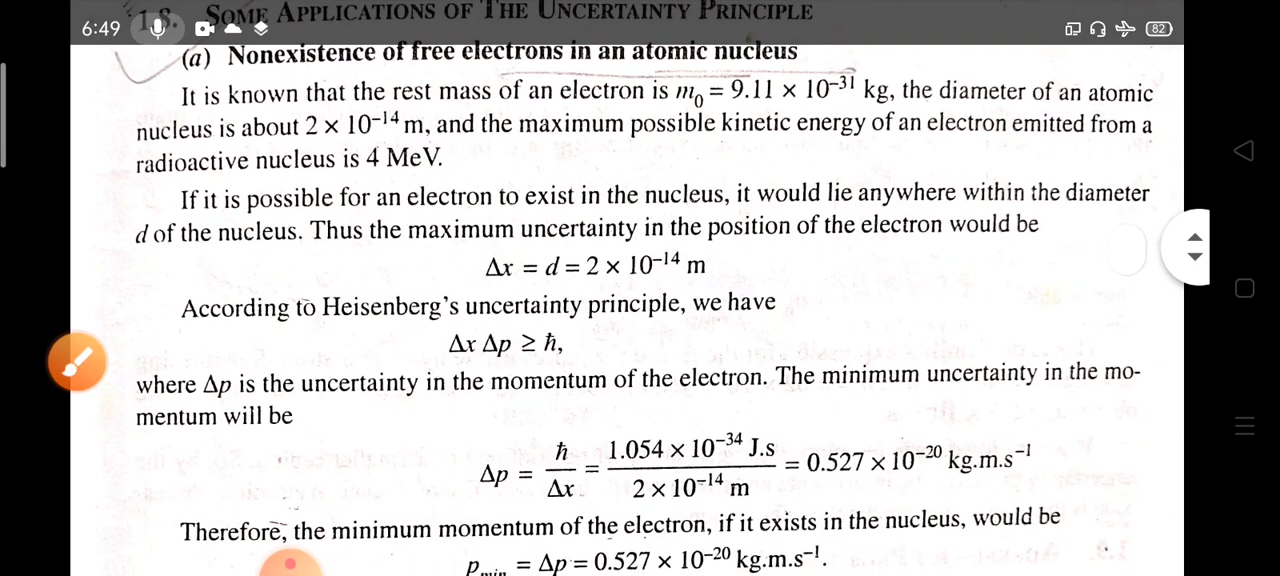 6:49
82
1.8. SOME APPLICATIONS OF THE UNCERTAINTY PRINCIPLE
(a) Nonexistence of free electrons in an atomic nucleus
It is known that the rest mass of an electron is m₀ = 9.11 × 10⁻³¹ kg, the diameter of an atomic
nucleus is about 2 × 10⁻¹⁴ m, and the maximum possible kinetic energy of an electron emitted from a
radioactive nucleus is 4 MeV.
If it is possible for an electron to exist in the nucleus, it would lie anywhere within the diameter
d of the nucleus. Thus the maximum uncertainty in the position of the electron would be
Δx = d = 2 × 10⁻¹⁴ m
According to Heisenberg's uncertainty principle, we have
Δx Δp ≥ ħ,
where Δp is the uncertainty in the momentum of the electron. The minimum uncertainty in the mo-
mentum will be
Δp = ħ/Δx = 1.054 × 10⁻³⁴ J.s / 2 × 10⁻¹⁴ m = 0.527 × 10⁻²⁰ kg.m.s⁻¹
Therefore, the minimum momentum of the electron, if it exists in the nucleus, would be
p_min = Δp = 0.527 × 10⁻²⁰ kg.m.s⁻¹.